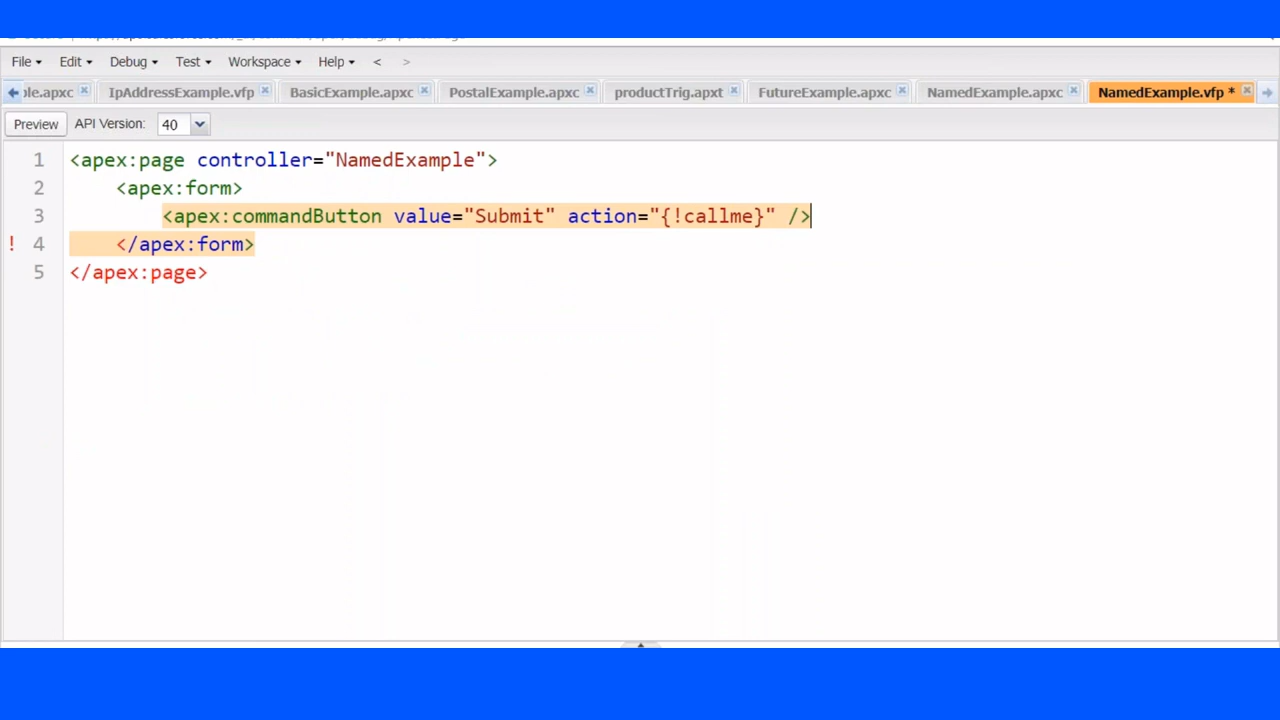 File Edit Debug Test Workspace Help < >
ole.apxc IpAddressExample.vfp BasicExample.apxc PostalExample.apxc productTrig.apxt FutureExample.apxc NamedExample.apxc NamedExample.vfp *
Preview API Version: 40
1 <apex:page controller="NamedExample">
2 <apex:form>
3 <apex:commandButton value="Submit" action="{!callme}" />
! 4 </apex:form>
5 </apex:page>